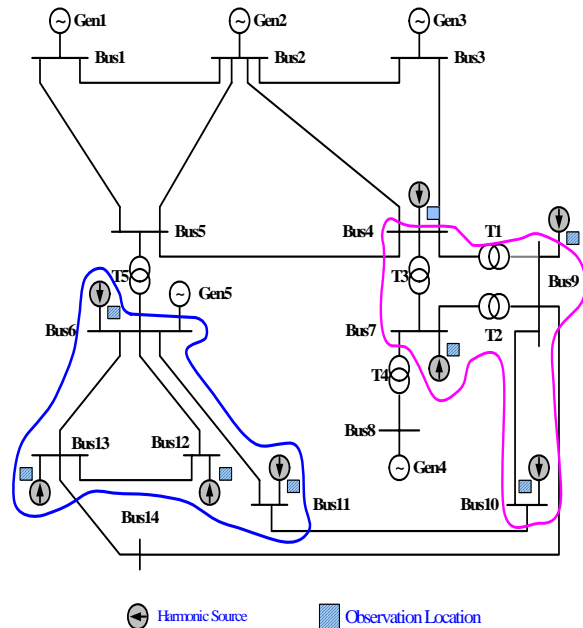 Gen1
Gen2
Gen3
Bus1
Bus2
Bus3
Bus5
Bus4
T1
Bus9
T5
T3
Gen5
Bus6
Bus7
T2
T4
Bus8
Gen4
Bus13
Bus12
Bus11
Bus10
Bus14
Harmonic Source
Observation Location